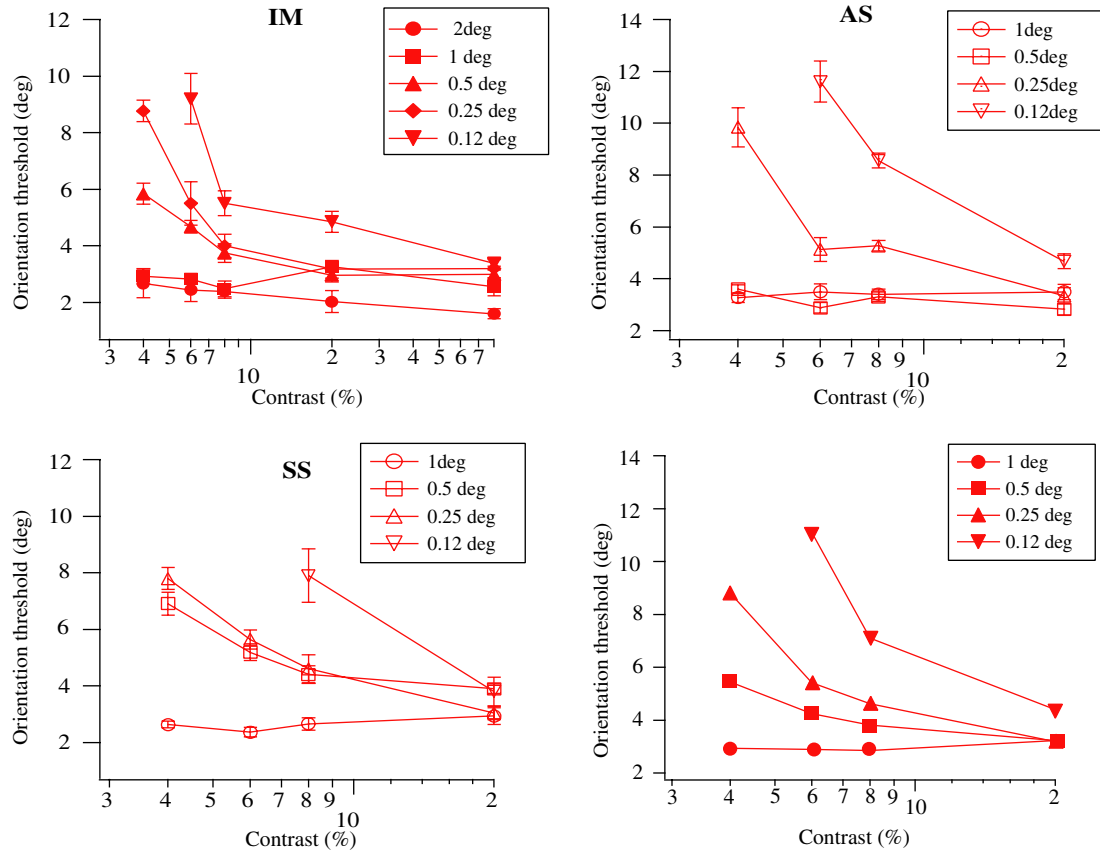 IM
12
10
8
6
4
2
Orientation threshold (deg)
2deg
1 deg
0.5 deg
0.25 deg
0.12 deg
3 4 5 6 7 10 2 3 4 5 6 7
Contrast (%)
AS
14
12
10
8
6
4
2
Orientation threshold (deg)
1deg
0.5deg
0.25deg
0.12deg
3 4 5 6 7 8 9 10 2
Contrast (%)
SS
12
10
8
6
4
2
Orientation threshold (deg)
1deg
0.5 deg
0.25 deg
0.12 deg
3 4 5 6 7 8 9 10 2
Contrast (%)
14
12
10
8
6
4
2
Orientation threshold (deg)
1 deg
0.5 deg
0.25 deg
0.12 deg
3 4 5 6 7 8 9 10 2
Contrast (%)